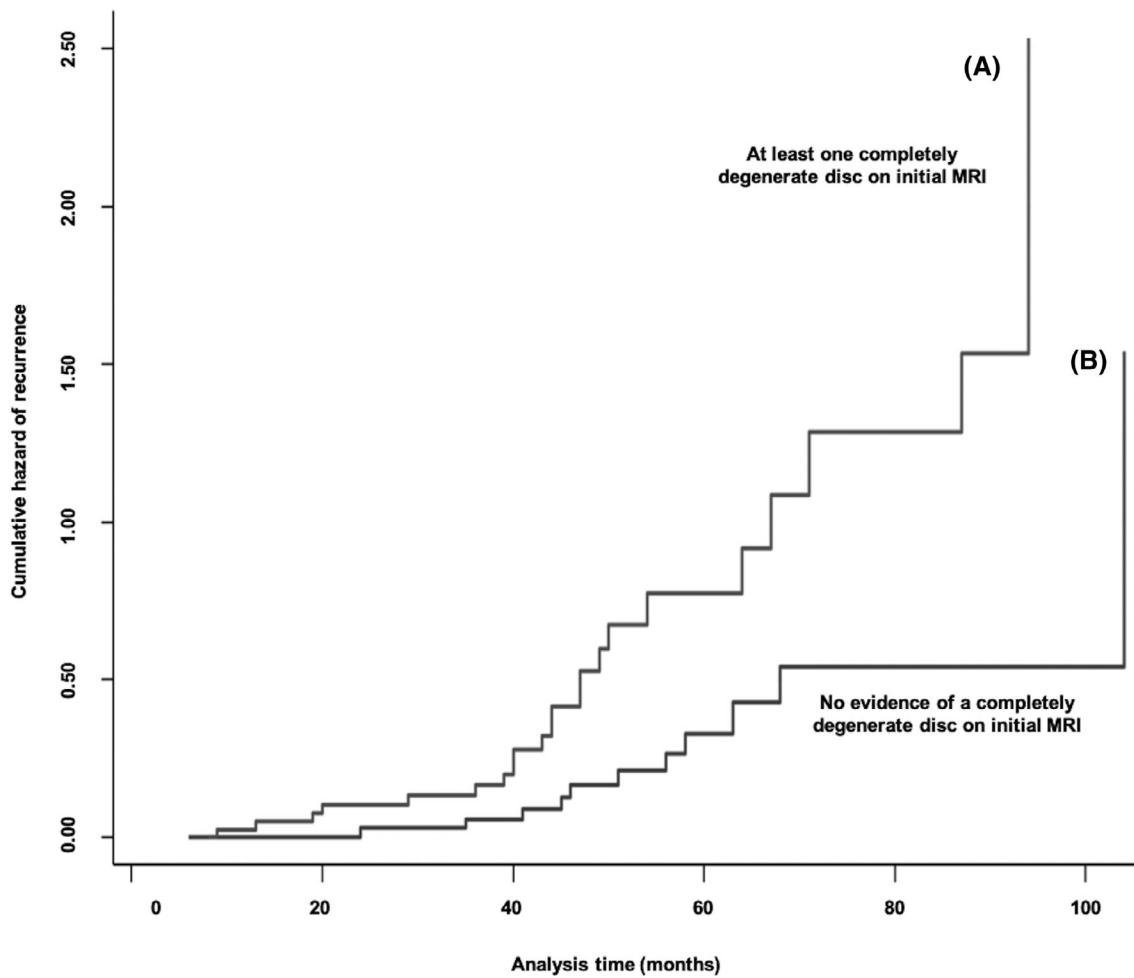 2.50
2.00
1.50
1.00
0.50
0.00
Cumulative hazard of recurrence
(A)
At least one completely
degenerate disc on initial MRI
(B)
No evidence of a completely
degenerate disc on initial MRI
0 20 40 60 80 100
Analysis time (months)